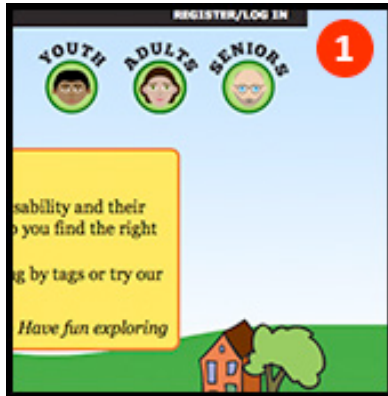 REGISTER/LOG IN
1
YOUTH ADULTS SENIORS
sability and their
you find the right
by tags or try our
Have fun exploring